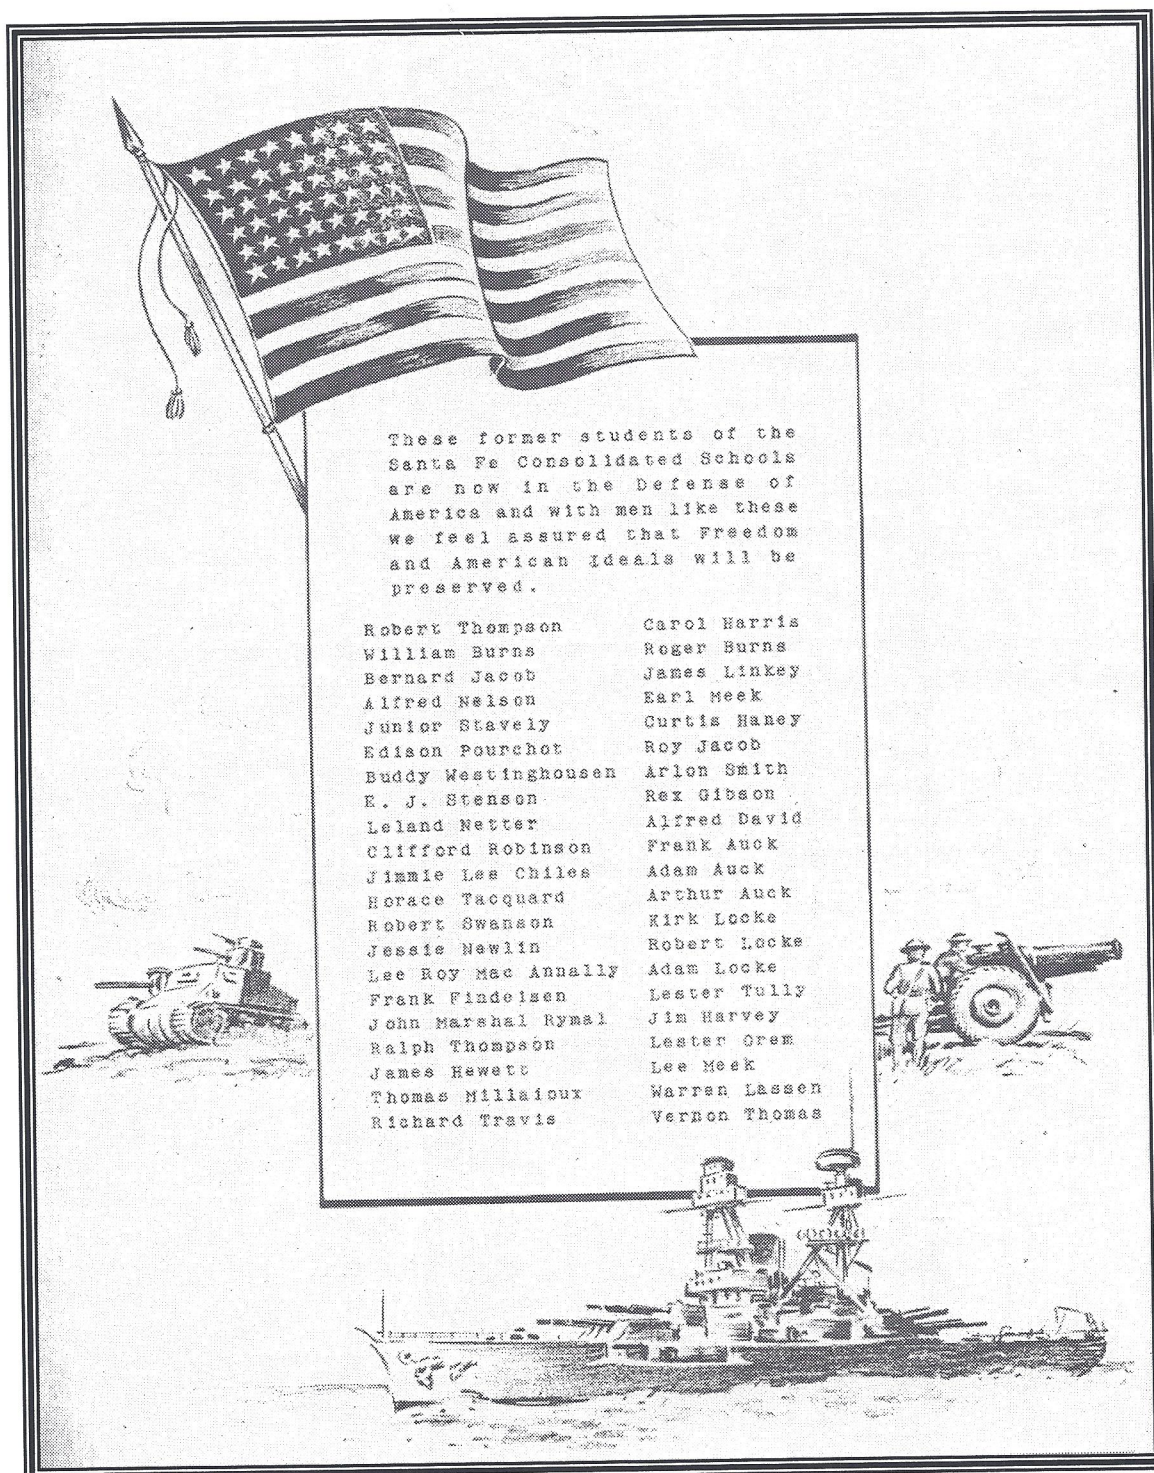 These former students of the
Santa Fe Consolidated Schools
are now in the Defense of
America and with men like these
we feel assured that Freedom
and American Ideals will be
preserved.
Robert Thompson
William Burns
Bernard Jacob
Alfred Nelson
Junior Stavely
Edison Pourchot
Buddy Westinghousen
E. J. Stenson
Leland Netter
Clifford Robinson
Jimmie Lee Chiles
Horace Tacquard
Robert Swanson
Jessie Newlin
Lee Roy Mac Annally
Frank Findeisen
John Marshal Rymal
Ralph Thompson
James Hewett
Thomas Millaioux
Richard Travis
Carol Harris
Roger Burns
James Linkey
Earl Meek
Curtis Haney
Roy Jacob
Arlon Smith
Rex Gibson
Alfred David
Frank Auck
Adam Auck
Arthur Auck
Kirk Locke
Robert Locke
Adam Locke
Lester Tully
Jim Harvey
Lester Orem
Lee Meek
Warren Lassen
Vernon Thomas